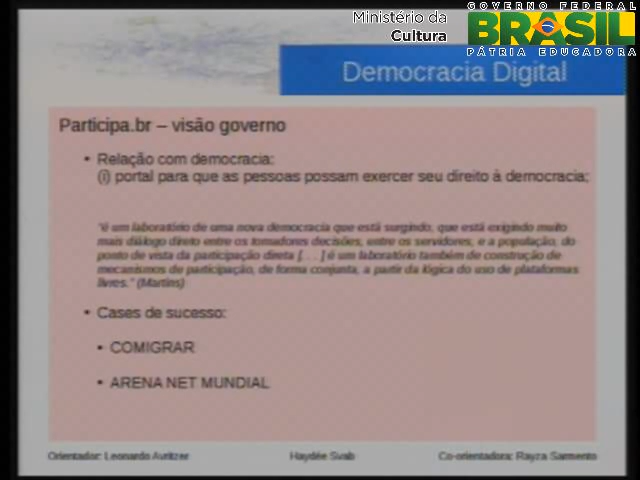 Ministério da
Cultura
GOVERNO FEDERAL
BRASIL
PÁTRIA EDUCADORA
Democracia Digital
Participa.br – visão governo
• Relação com democracia:
(i) portal para que as pessoas possam exercer seu direito à democracia;
"é um laboratório de uma nova democracia que está surgindo, que está exigindo muito
mais diálogo direto entre os tomadores decisões, entre os servidores, e a população, do
ponto de vista da participação direta [. . . ] é um laboratório também de construção de
mecanismos de participação, de forma conjunta, a partir da lógica do uso de plataformas
livres." (Martins)
• Cases de sucesso:
• COMIGRAR
• ARENA NET MUNDIAL
Orientador: Leonardo Avritzer
Haydée Svab
Co-orientadora: Rayza Sarmento